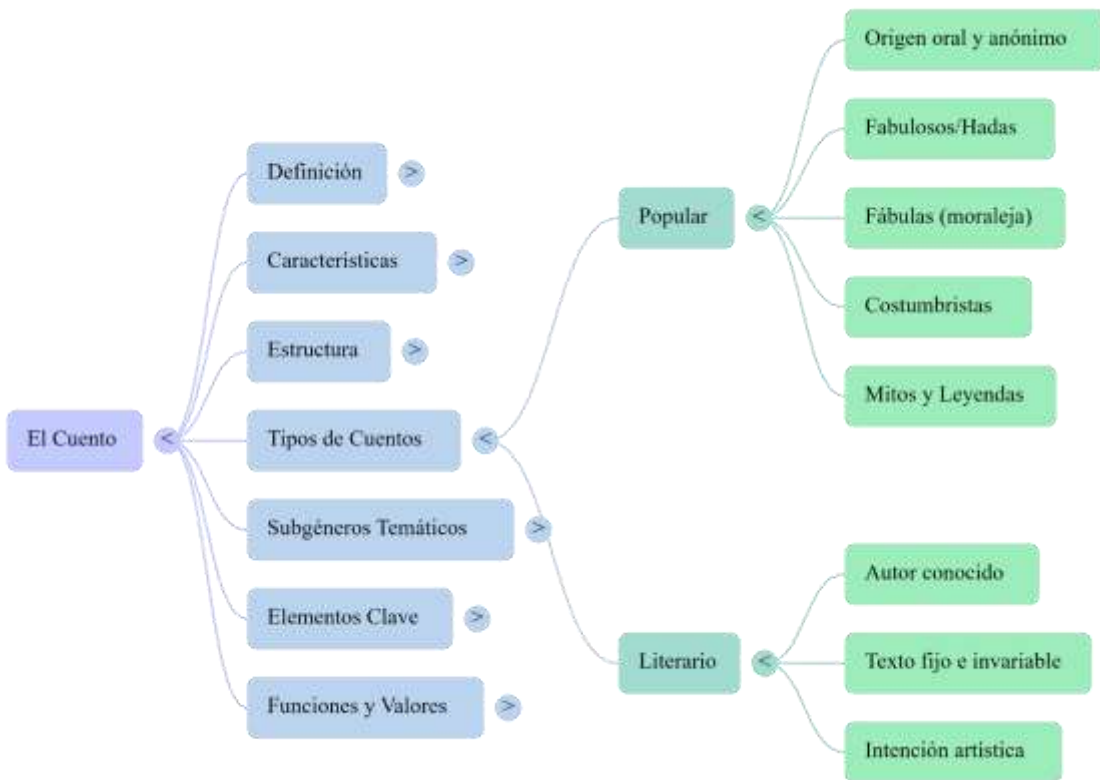 El Cuento
Definición
Características
Estructura
Tipos de Cuentos
Popular
Origen oral y anónimo
Fabulosos/Hadas
Fábulas (moraleja)
Costumbristas
Mitos y Leyendas
Literario
Autor conocido
Texto fijo e invariable
Intención artística
Subgéneros Temáticos
Elementos Clave
Funciones y Valores